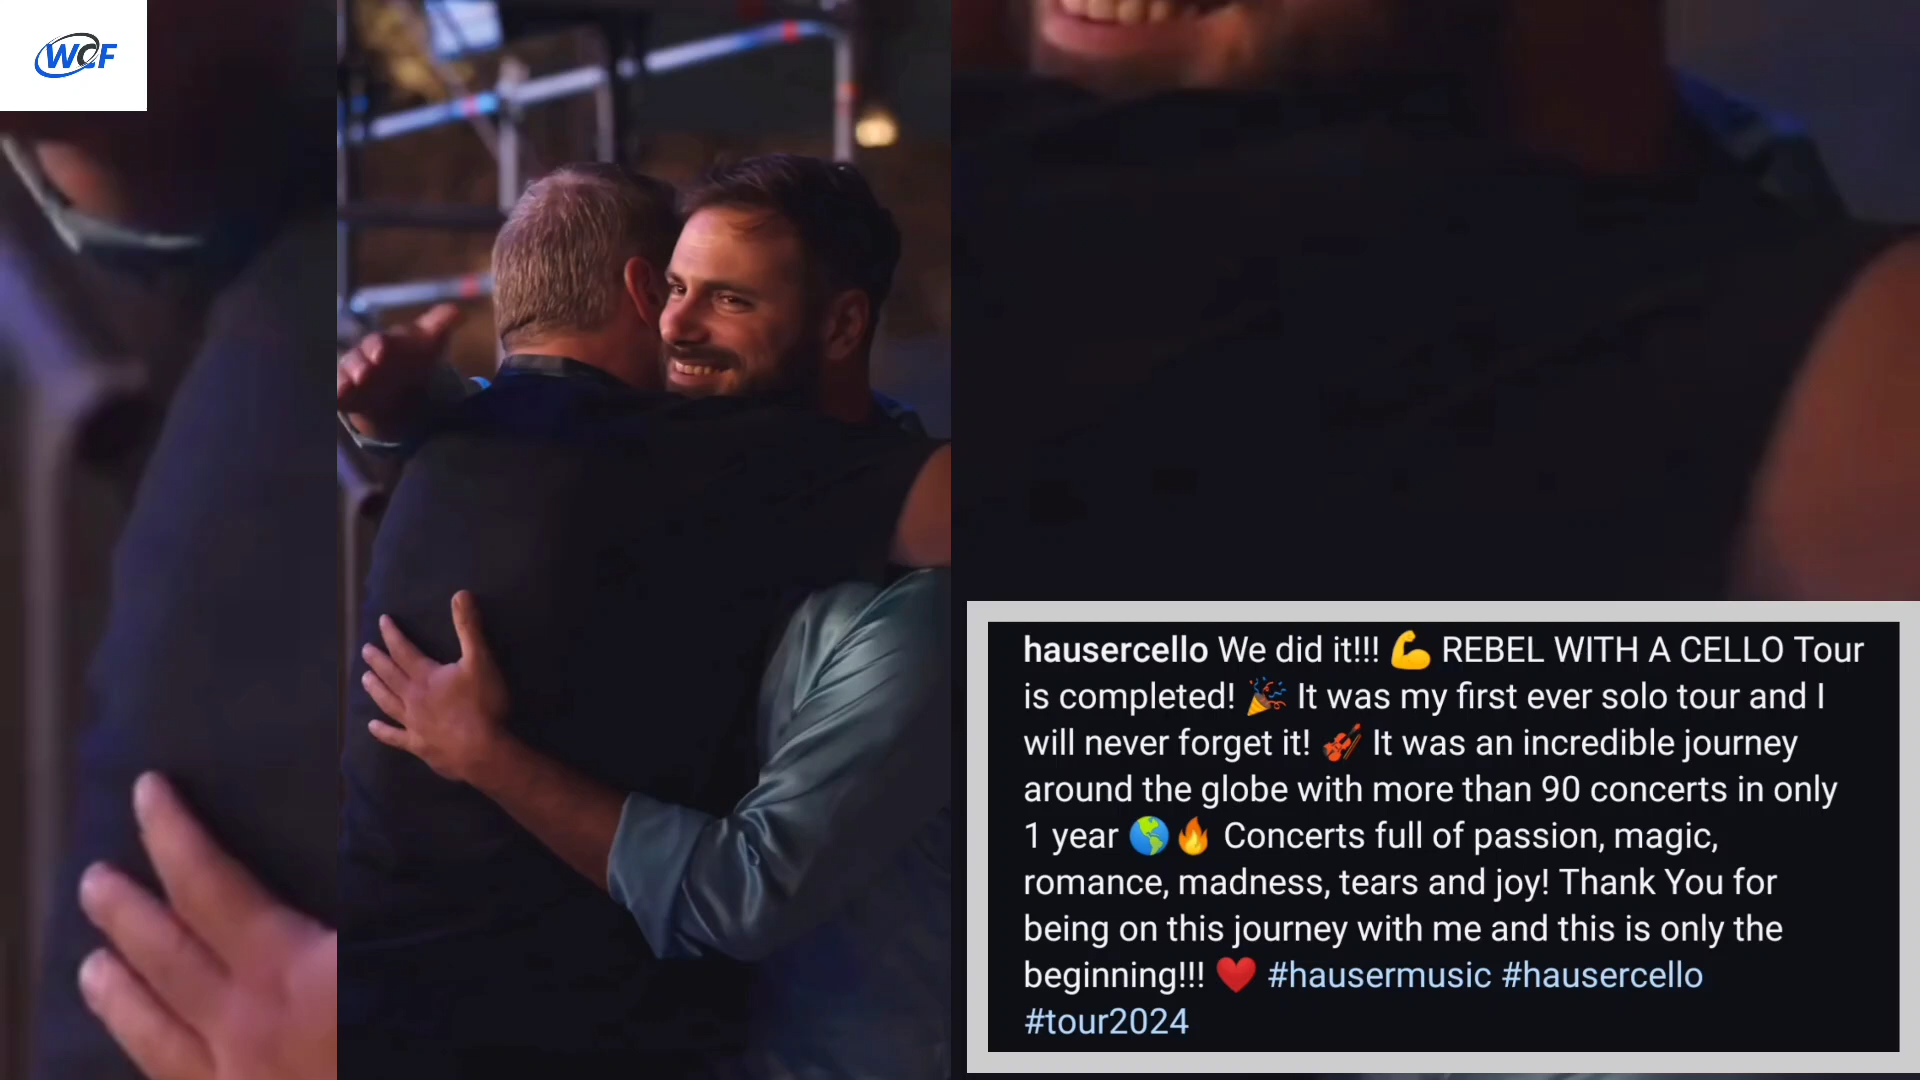 WCF
hausercello We did it!!! 💪 REBEL WITH A CELLO Tour
is completed! 🎉 It was my first ever solo tour and I
will never forget it! 🎻 It was an incredible journey
around the globe with more than 90 concerts in only
1 year 🌎🔥 Concerts full of passion, magic,
romance, madness, tears and joy! Thank You for
being on this journey with me and this is only the
beginning!!! ❤️ #hausermusic #hausercello
#tour2024